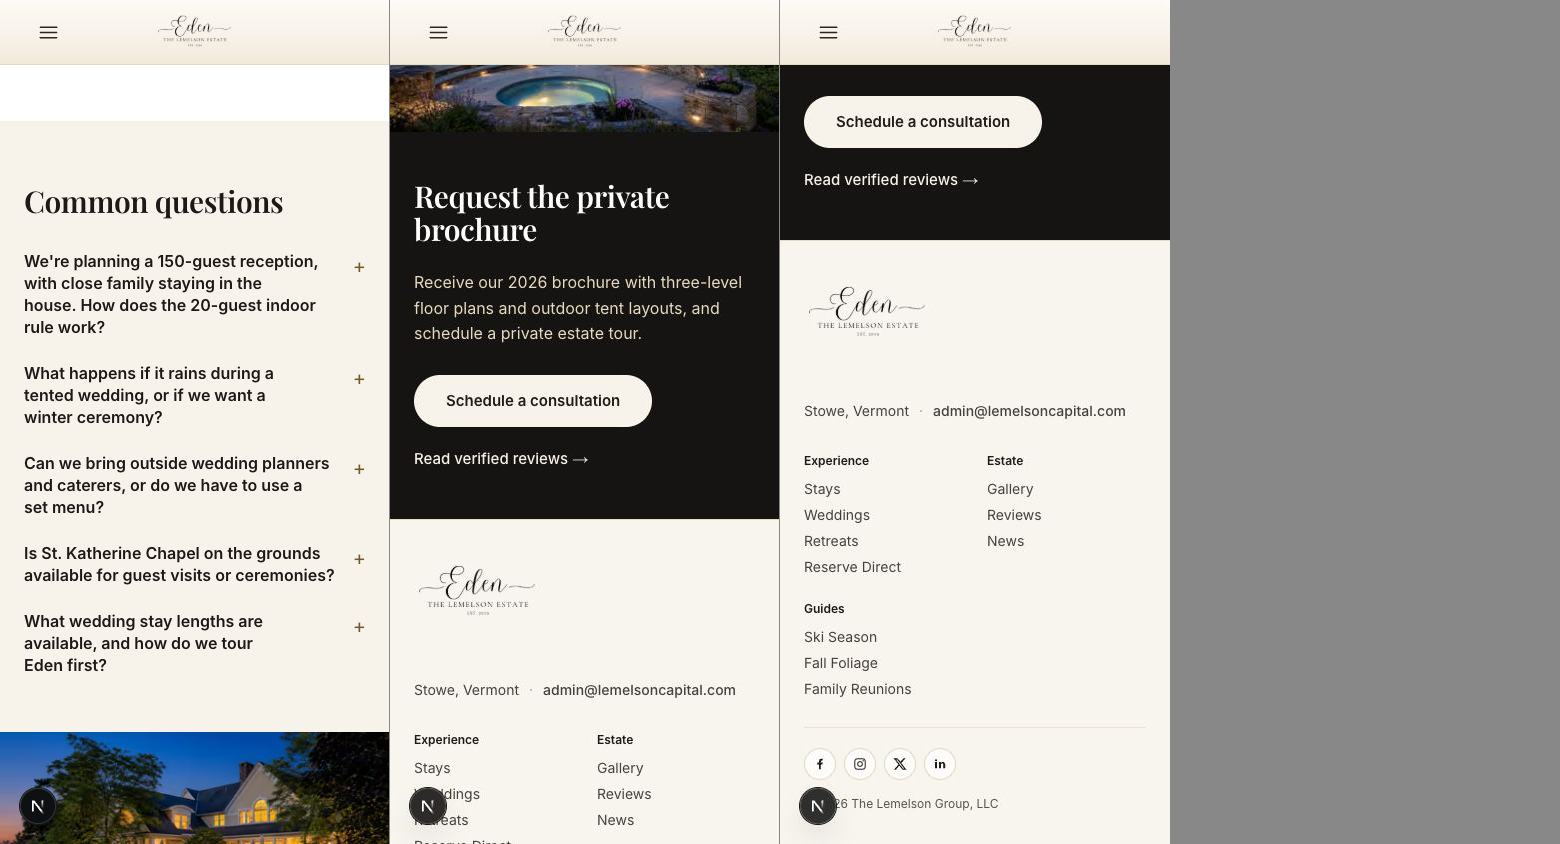 Eden
THE LEMELSON ESTATE
Common questions
We're planning a 150-guest reception,
with close family staying in the
house. How does the 20-guest indoor
rule work?
+
What happens if it rains during a
tented wedding, or if we want a
winter ceremony?
+
Can we bring outside wedding planners
and caterers, or do we have to use a
set menu?
+
Is St. Katherine Chapel on the grounds
available for guest visits or ceremonies?
+
What wedding stay lengths are
available, and how do we tour
Eden first?
+
N
Eden
THE LEMELSON ESTATE
Request the private
brochure
Receive our 2026 brochure with three-level
floor plans and outdoor tent layouts, and
schedule a private estate tour.
Schedule a consultation
Read verified reviews →
Eden
THE LEMELSON ESTATE
Stowe, Vermont · admin@lemelsoncapital.com
Experience
Stays
Weddings
Retreats
Reserve Direct
Estate
Gallery
Reviews
News
N
Eden
THE LEMELSON ESTATE
Schedule a consultation
Read verified reviews →
Eden
THE LEMELSON ESTATE
Stowe, Vermont · admin@lemelsoncapital.com
Experience
Stays
Weddings
Retreats
Reserve Direct
Estate
Gallery
Reviews
News
Guides
Ski Season
Fall Foliage
Family Reunions
f
X
in
N
26 The Lemelson Group, LLC